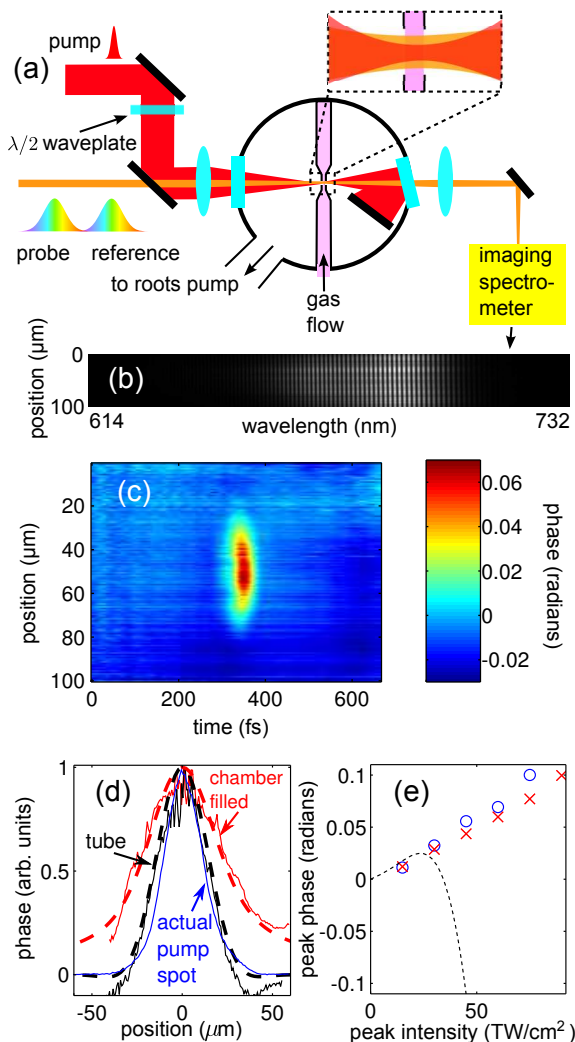 pump
(a)
λ/2 waveplate
probe
reference
to roots pump
gas
flow
imaging
spectro-
meter
position (µm)
0
100
(b)
614
wavelength (nm)
732
(c)
position (µm)
20
40
60
80
100
0
200
400
600
time (fs)
0.06
0.04
0.02
0
-0.02
phase (radians)
(d)
phase (arb. units)
1
0.5
0
chamber
filled
tube
actual
pump
spot
-50
0
50
position (µm)
(e)
peak phase (radians)
0.1
0.05
0
-0.05
-0.1
0
50
peak intensity (TW/cm²)